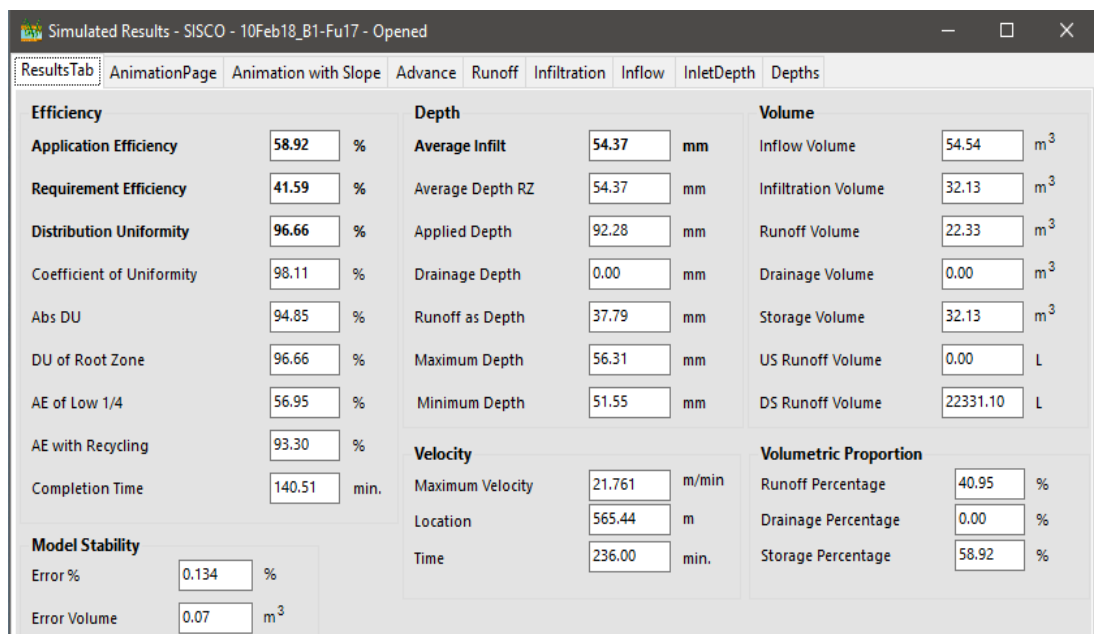 Simulated Results - SISCO - 10Feb18_B1-Fu17 - Opened
ResultsTab AnimationPage Animation with Slope Advance Runoff Infiltration Inflow InletDepth Depths
Efficiency
Application Efficiency 58.92 %
Requirement Efficiency 41.59 %
Distribution Uniformity 96.66 %
Coefficient of Uniformity 98.11 %
Abs DU 94.85 %
DU of Root Zone 96.66 %
AE of Low 1/4 56.95 %
AE with Recycling 93.30 %
Completion Time 140.51 min.
Model Stability
Error % 0.134 %
Error Volume 0.07 m³
Depth
Average Infilt 54.37 mm
Average Depth RZ 54.37 mm
Applied Depth 92.28 mm
Drainage Depth 0.00 mm
Runoff as Depth 37.79 mm
Maximum Depth 56.31 mm
Minimum Depth 51.55 mm
Velocity
Maximum Velocity 21.761 m/min
Location 565.44 m
Time 236.00 min.
Volume
Inflow Volume 54.54 m³
Infiltration Volume 32.13 m³
Runoff Volume 22.33 m³
Drainage Volume 0.00 m³
Storage Volume 32.13 m³
US Runoff Volume 0.00 L
DS Runoff Volume 22331.10 L
Volumetric Proportion
Runoff Percentage 40.95 %
Drainage Percentage 0.00 %
Storage Percentage 58.92 %